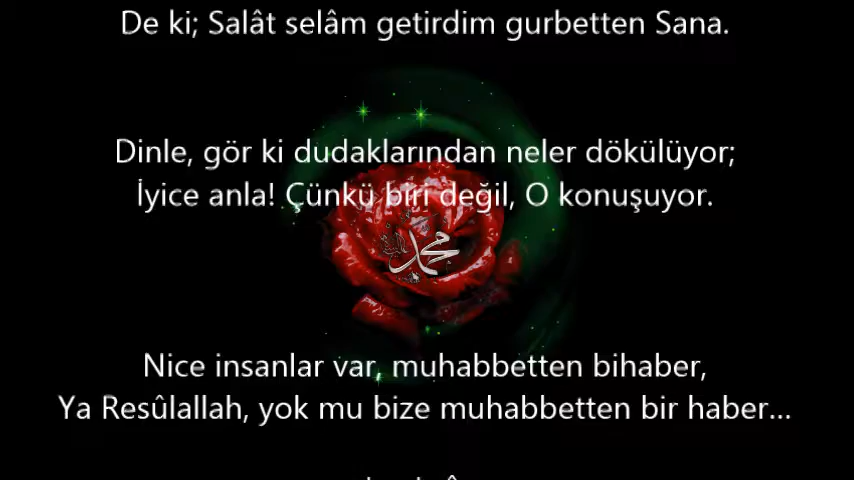 De ki; Salât selâm getirdim gurbetten Sana.
Dinle, gör ki dudaklarından neler dökülüyor;
İyice anla! Çünkü biri değil, O konuşuyor.
محمد
Nice insanlar var, muhabbetten bihaber,
Ya Resûlallah, yok mu bize muhabbetten bir haber...